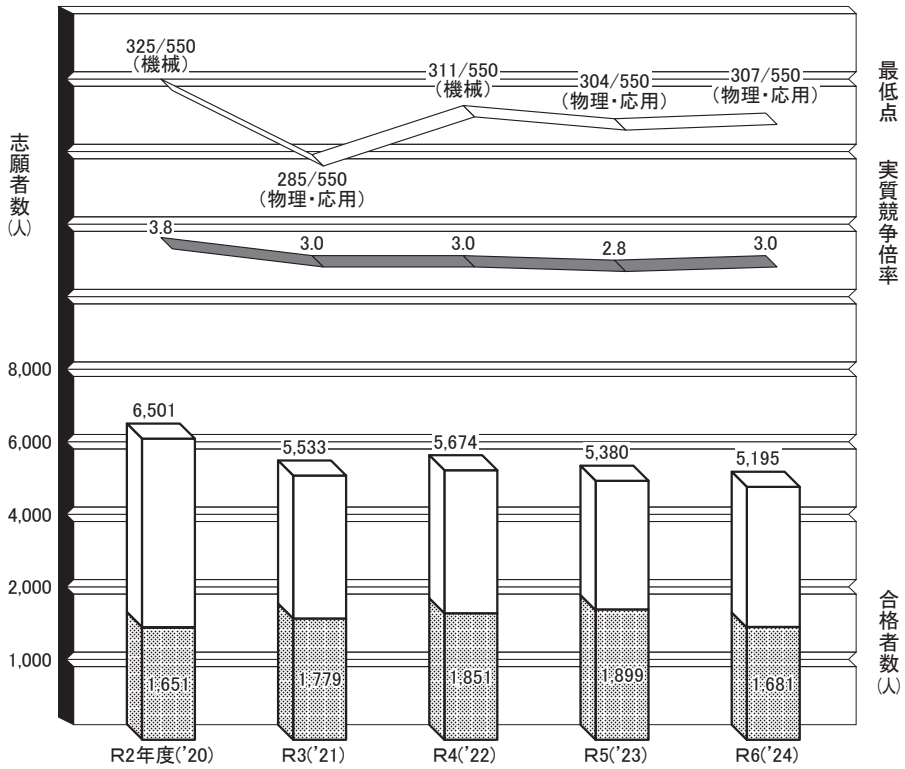 325/550
(機械)
311/550
(機械)
304/550
(物理・応用)
307/550
(物理・応用)
最低点
285/550
(物理・応用)
志願者数(人)
実質競争倍率
3.8
3.0
3.0
2.8
3.0
8,000
6,000
4,000
2,000
1,000
6,501
5,533
5,674
5,380
5,195
合格者数(人)
1,651
1,779
1,851
1,899
1,681
R2年度('20)
R3('21)
R4('22)
R5('23)
R6('24)